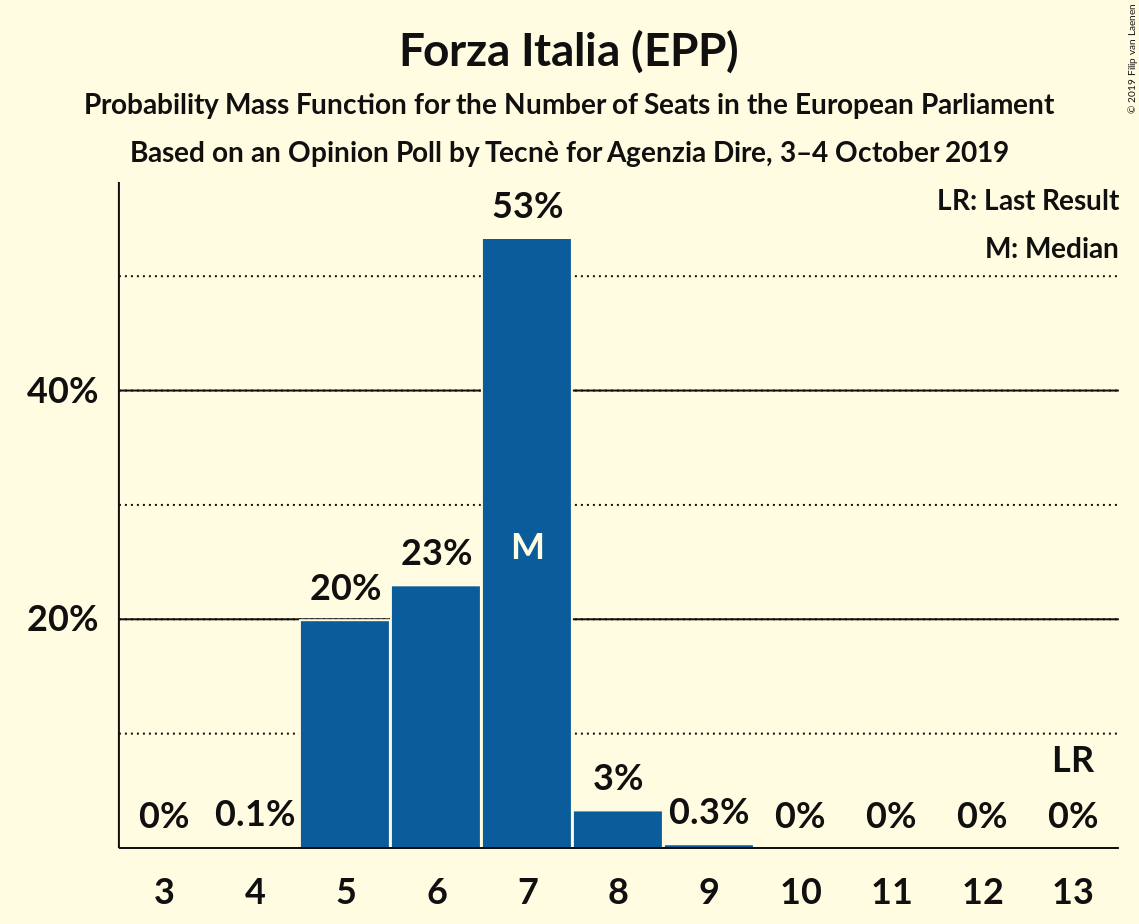 Forza Italia (EPP)
Probability Mass Function for the Number of Seats in the European Parliament
Based on an Opinion Poll by Tecnè for Agenzia Dire, 3–4 October 2019
© 2019 Filip van Laenen
LR: Last Result
M: Median
53%
40%
M
23%
20%
20%
LR
3%
0%
0.1%
0.3%
0%
0%
0%
0%
3 4 5 6 7 8 9 10 11 12 13